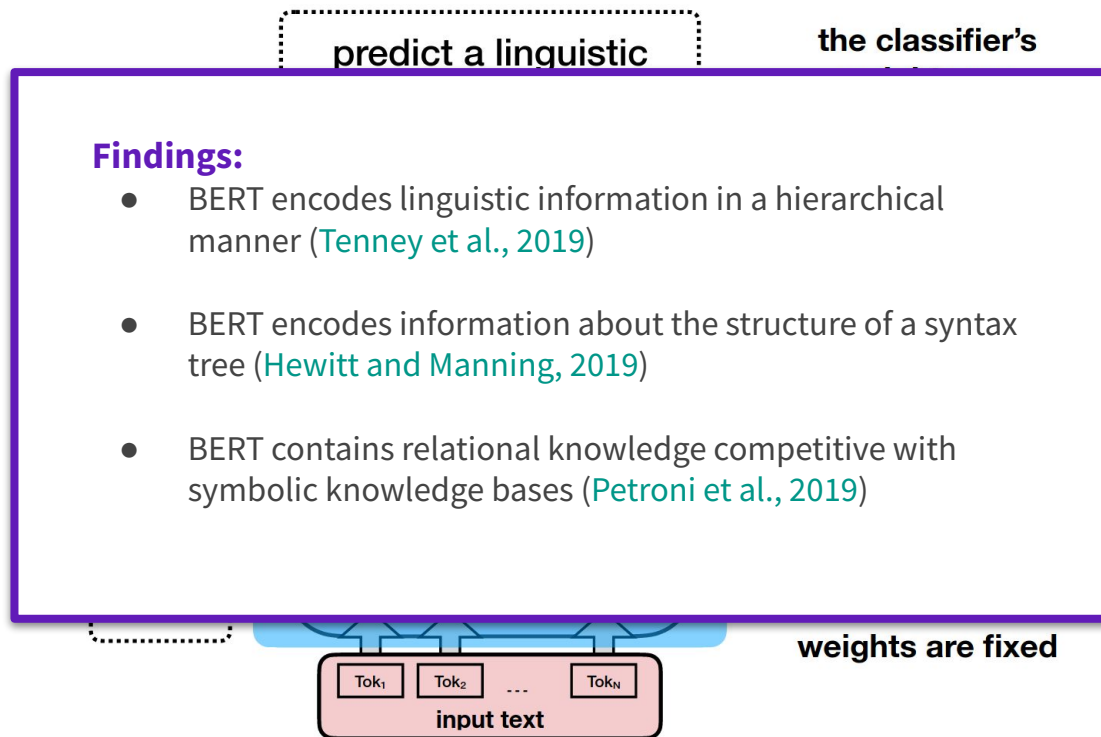 predict a linguistic
the classifier's
Findings:
● BERT encodes linguistic information in a hierarchical
manner (Tenney et al., 2019)
● BERT encodes information about the structure of a syntax
tree (Hewitt and Manning, 2019)
● BERT contains relational knowledge competitive with
symbolic knowledge bases (Petroni et al., 2019)
weights are fixed
Tok₁ Tok₂ ... Tokₙ
input text